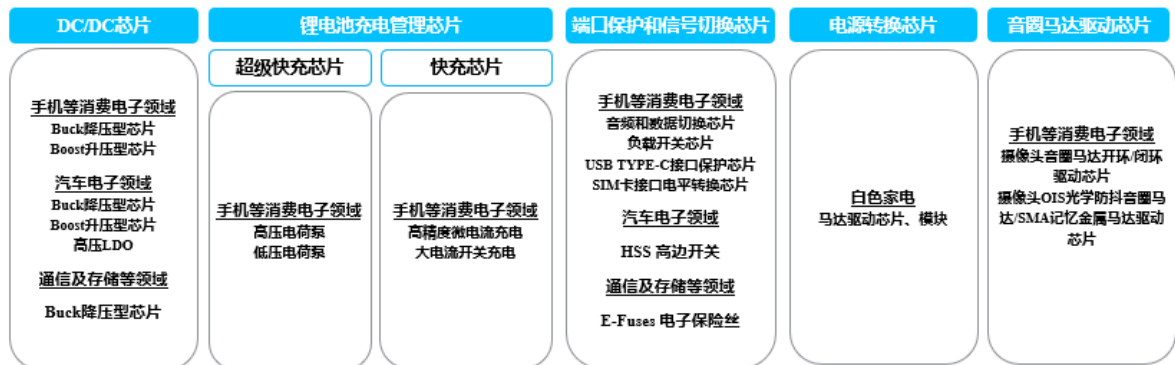 DC/DC芯片
手机等消费电子领域
Buck降压型芯片
Boost升压型芯片
汽车电子领域
Buck降压型芯片
Boost升压型芯片
高压LDO
通信及存储等领域
Buck降压型芯片
锂电池充电管理芯片
超级快充芯片
手机等消费电子领域
高压电荷泵
低压电荷泵
快充芯片
手机等消费电子领域
高精度微电流充电
大电流开关充电
端口保护和信号切换芯片
手机等消费电子领域
音频和数据切换芯片
负载开关芯片
USB TYPE-C接口保护芯片
SIM卡接口电平转换芯片
汽车电子领域
HSS 高边开关
通信及存储等领域
E-Fuses 电子保险丝
电源转换芯片
白色家电
马达驱动芯片、模块
音圈马达驱动芯片
手机等消费电子领域
摄像头音圈马达开环/闭环
驱动芯片
摄像头OIS光学防抖音圈马
达/SMA记忆金属马达驱动
芯片